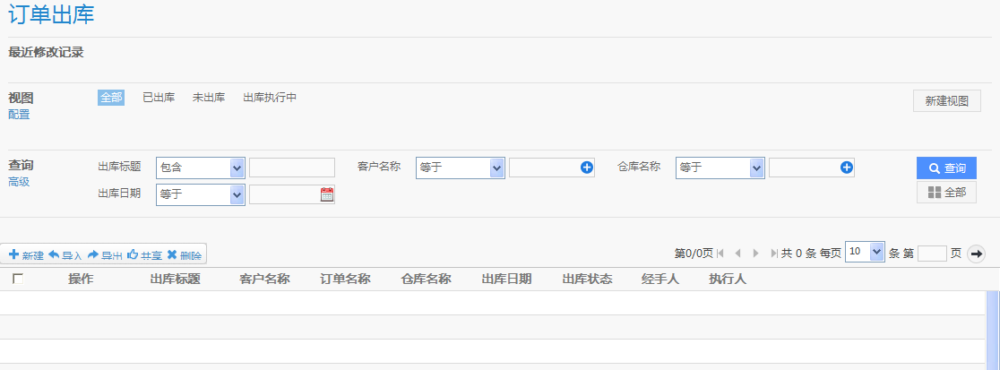 订单出库
最近修改记录
视图 全部 已出库 未出库 出库执行中 新建视图
配置
查询 出库标题 包含 客户名称 等于 仓库名称 等于 查询
高级 出库日期 等于 全部
新建 导入 导出 共享 删除 第0/0页 共 0 条 每页 10 条 第 页
操作 出库标题 客户名称 订单名称 仓库名称 出库日期 出库状态 经手人 执行人